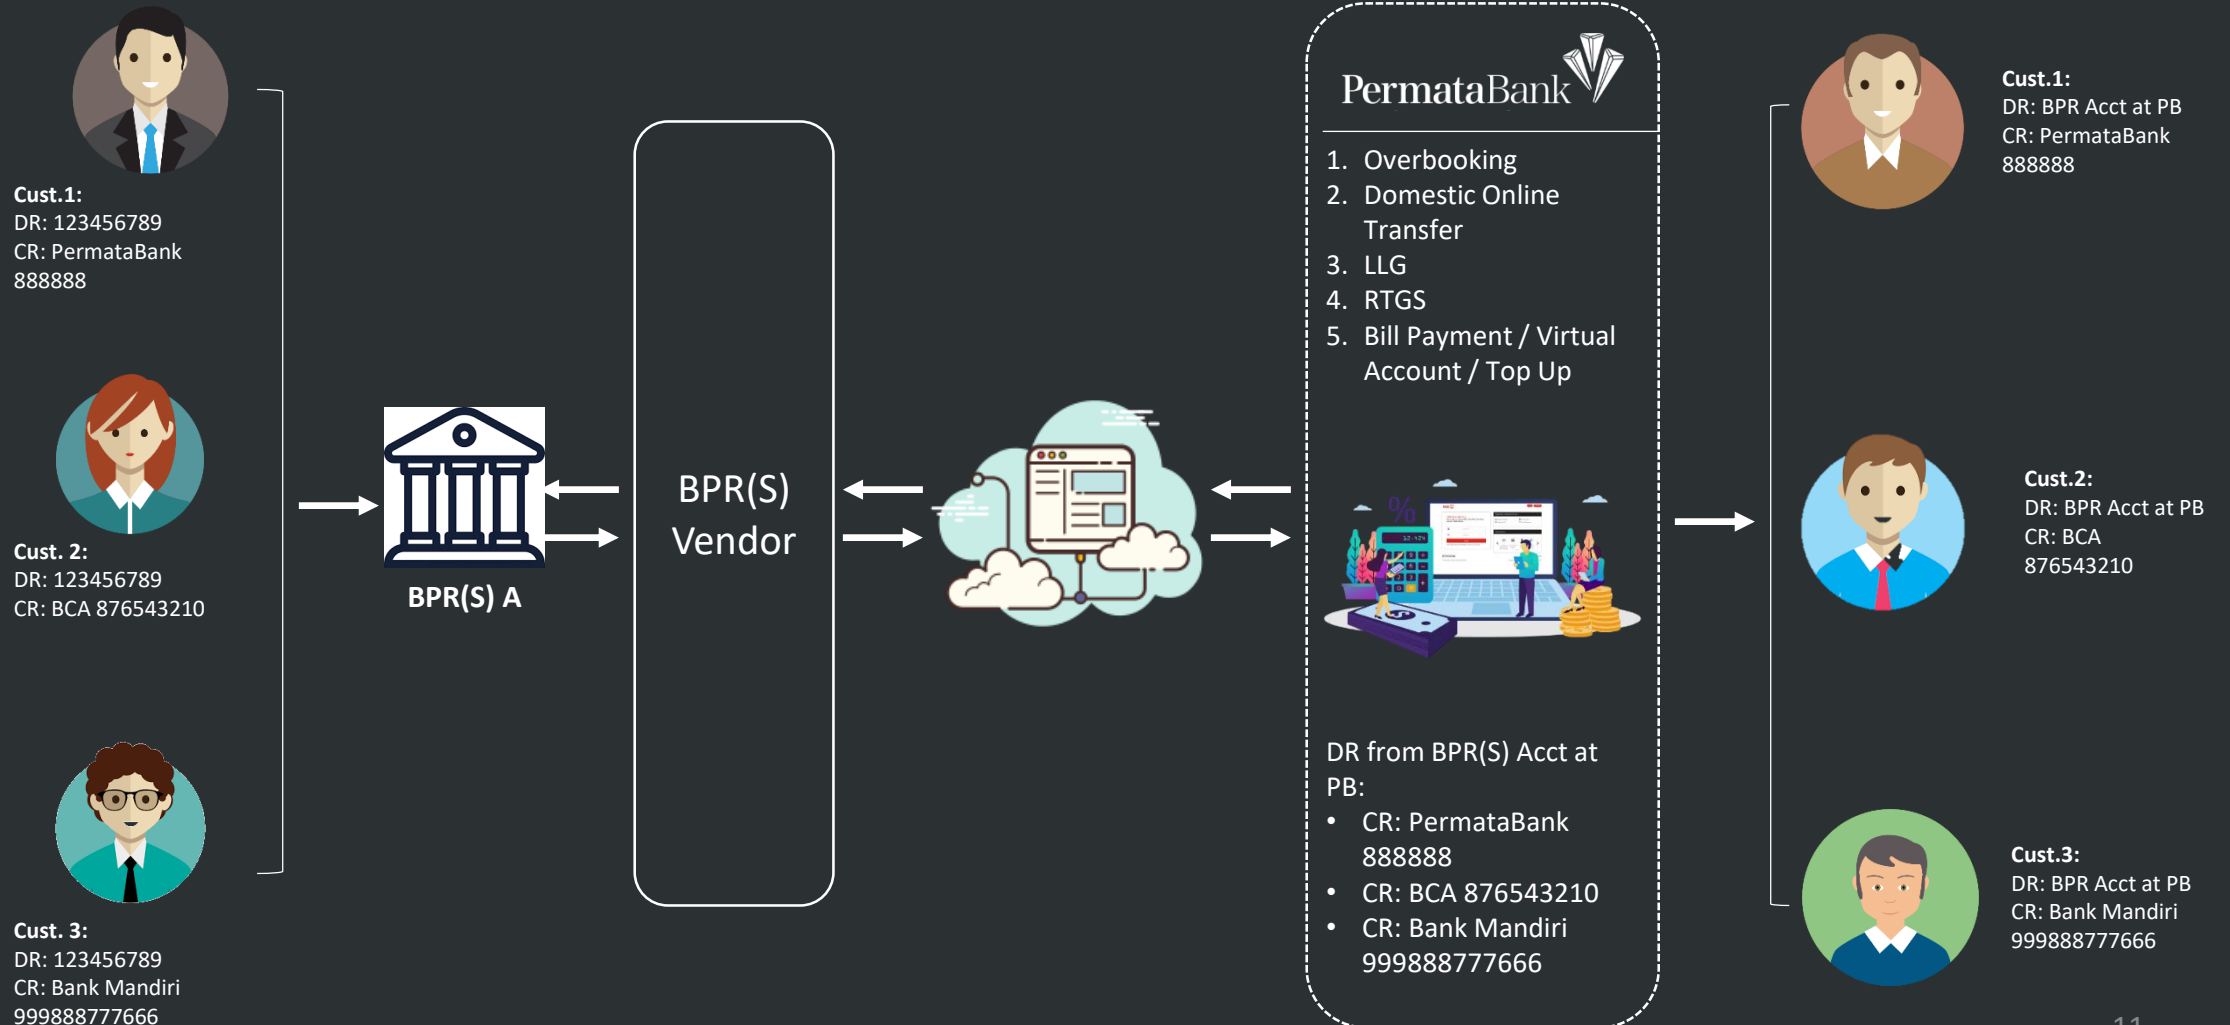 Cust.1:
DR: 123456789
CR: PermataBank
888888
Cust. 2:
DR: 123456789
CR: BCA 876543210
Cust. 3:
DR: 123456789
CR: Bank Mandiri
999888777666
BPR(S) A
BPR(S)
Vendor
PermataBank
1. Overbooking
2. Domestic Online
Transfer
3. LLG
4. RTGS
5. Bill Payment / Virtual
Account / Top Up
%
DR from BPR(S) Acct at
PB:
• CR: PermataBank
888888
• CR: BCA 876543210
• CR: Bank Mandiri
999888777666
Cust.1:
DR: BPR Acct at PB
CR: PermataBank
888888
Cust.2:
DR: BPR Acct at PB
CR: BCA
876543210
Cust.3:
DR: BPR Acct at PB
CR: Bank Mandiri
999888777666
11